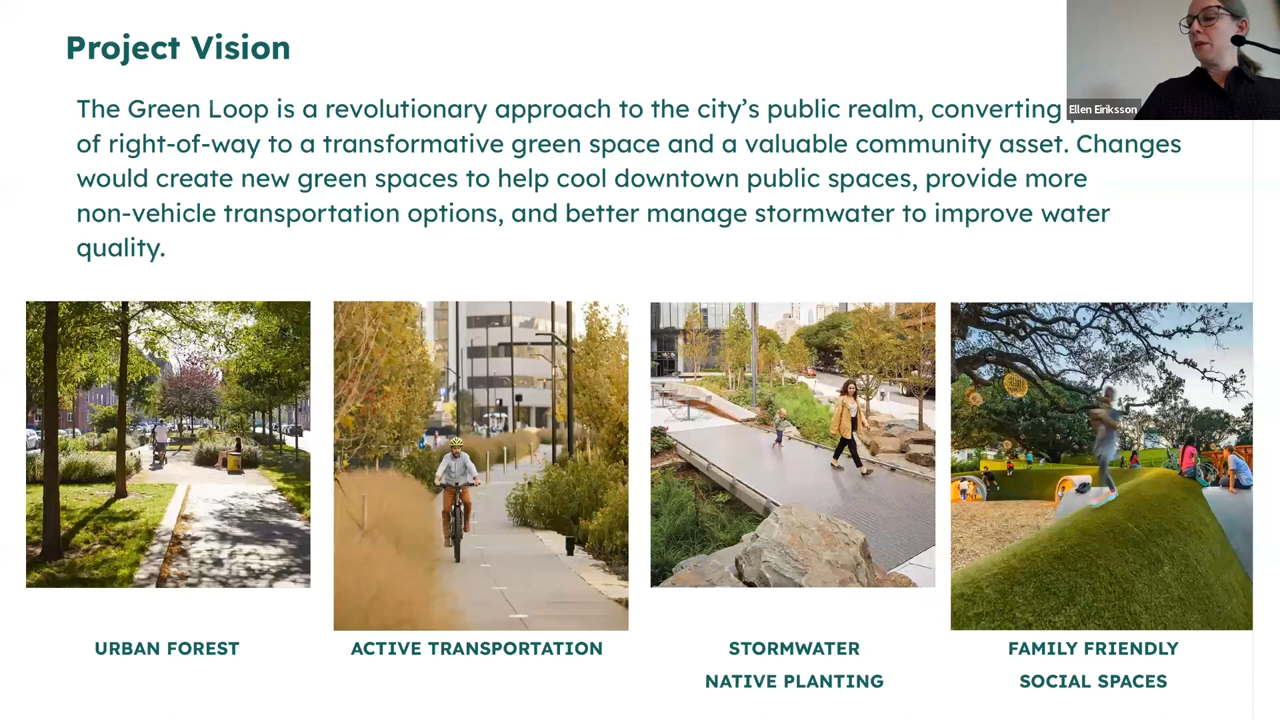 Project Vision
Ellen Eiriksson
The Green Loop is a revolutionary approach to the city’s public realm, converting
of right-of-way to a transformative green space and a valuable community asset. Changes
would create new green spaces to help cool downtown public spaces, provide more
non-vehicle transportation options, and better manage stormwater to improve water
quality.
URBAN FOREST
ACTIVE TRANSPORTATION
STORMWATER
NATIVE PLANTING
FAMILY FRIENDLY
SOCIAL SPACES